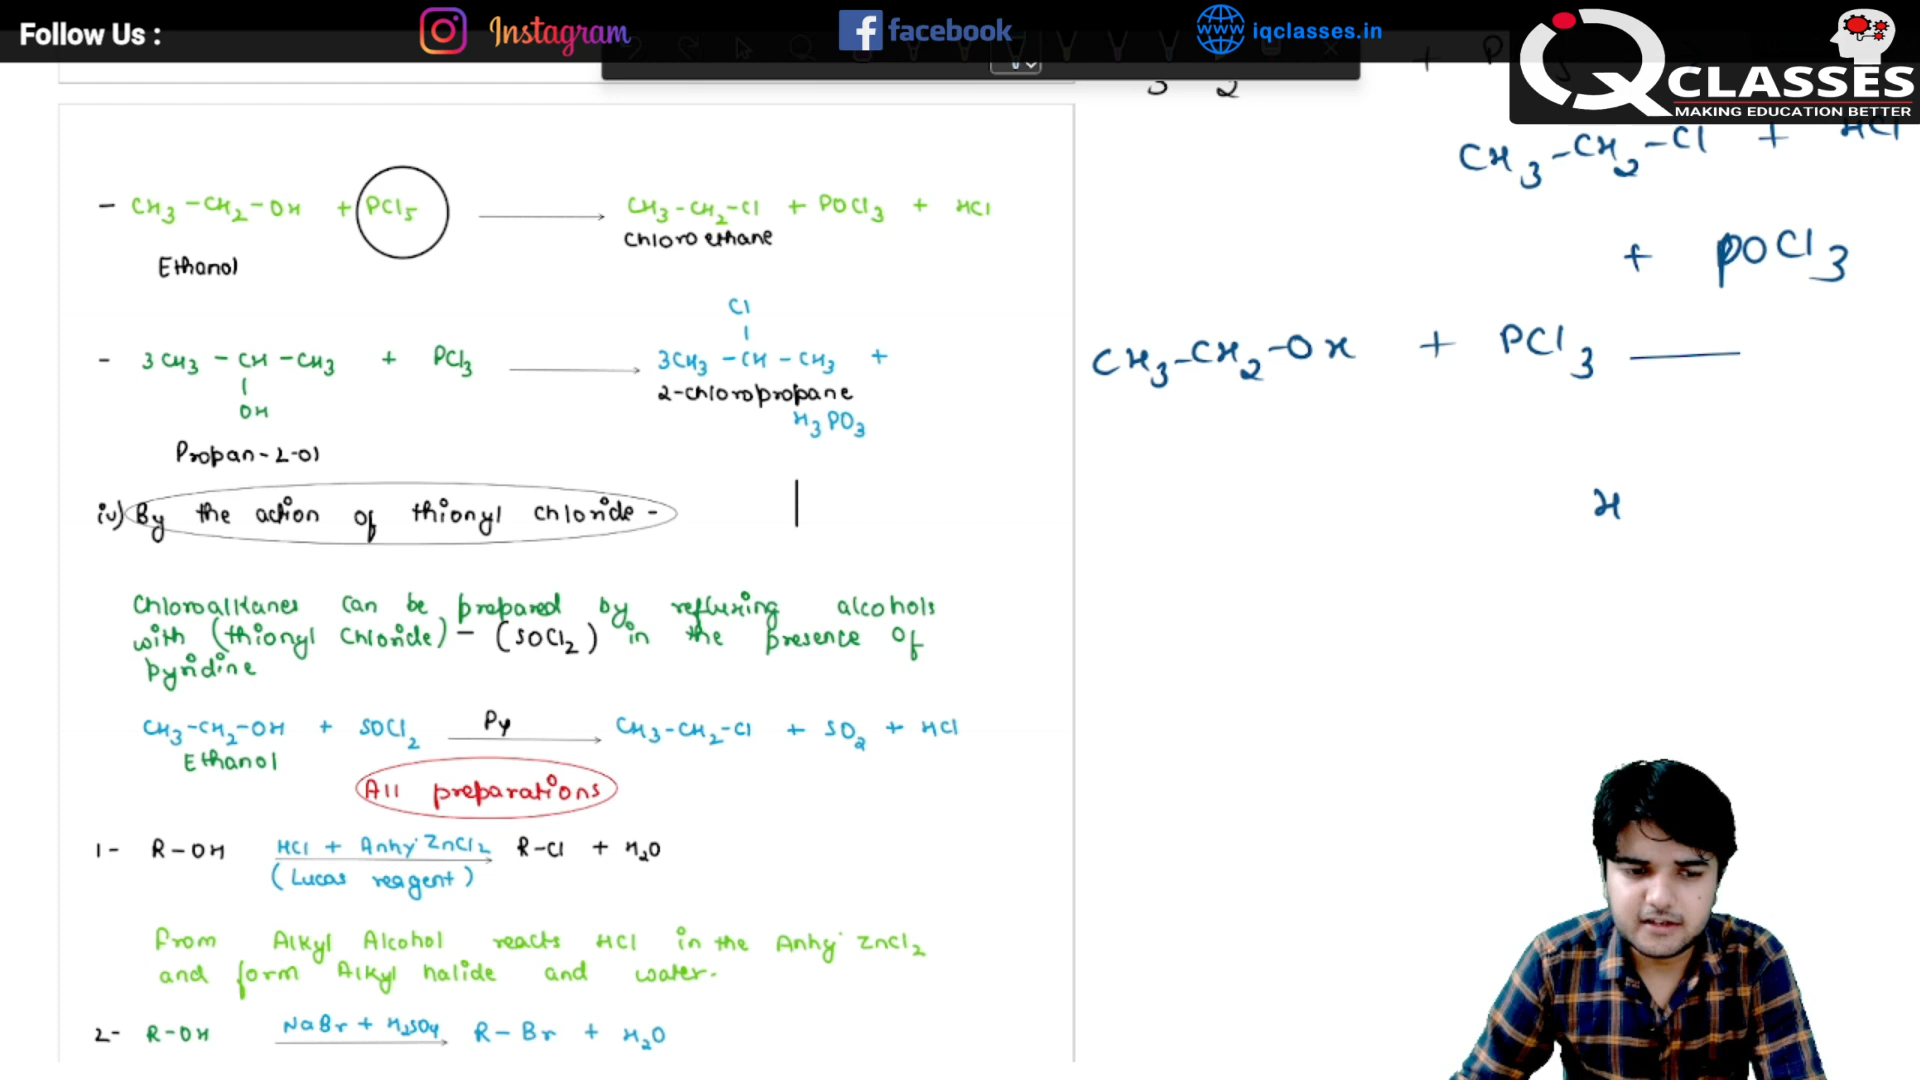 Follow Us :
Instagram
facebook
iqclasses.in
IQ CLASSES
MAKING EDUCATION BETTER
3 2
+ P
CH3-CH2-Cl + HCl
+ POCl3
CH3-CH2-OH + PCl3
H
- CH3-CH2-OH + PCl5 → CH3-CH2-Cl + POCl3 + HCl
Chloroethane
Ethanol
Cl
|
- 3CH3-CH-CH3 + PCl3 → 3CH3-CH-CH3 +
|
OH
2-chloropropane
H3PO3
Propan-2-ol
iv) By the action of thionyl chloride-
Chloroalkanes can be prepared by refluxing alcohols
with (thionyl chloride) - (SOCl2) in the presence of
pyridine
Py
CH3-CH2-OH + SOCl2 → CH3-CH2-Cl + SO2 + HCl
Ethanol
All preparations
HCl + Anhy. ZnCl2
1- R-OH → R-Cl + H2O
(Lucas reagent)
From Alkyl Alcohol reacts HCl in the Anhy. ZnCl2
and form Alkyl halide and water.
NaBr + H2SO4
2- R-OH → R-Br + H2O